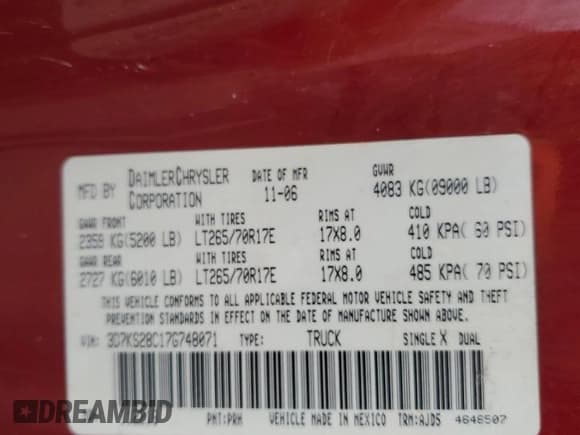 MFD BY DAIMLERCHRYSLER CORPORATION DATE OF MFR 11-06 GVWR 4083 KG(09000 LB)
GAWR FRONT WITH TIRES RIMS AT COLD
2359 KG(5200 LB) LT265/70R17E 17X8.0 410 KPA( 60 PSI)
GAWR REAR WITH TIRES RIMS AT COLD
2727 KG(6010 LB) LT265/70R17E 17X8.0 485 KPA( 70 PSI)
THIS VEHICLE CONFORMS TO ALL APPLICABLE FEDERAL MOTOR VEHICLE SAFETY AND THEFT
PREVENTION STANDARDS IN EFFECT ON THE DATE OF MANUFACTURE SHOWN ABOVE.
VIN: 3D7KS28C17G748071 TYPE: TRUCK SINGLE X DUAL
PNT:PRH VEHICLE MADE IN MEXICO TRM:AJD5 4646507
DREAMBID